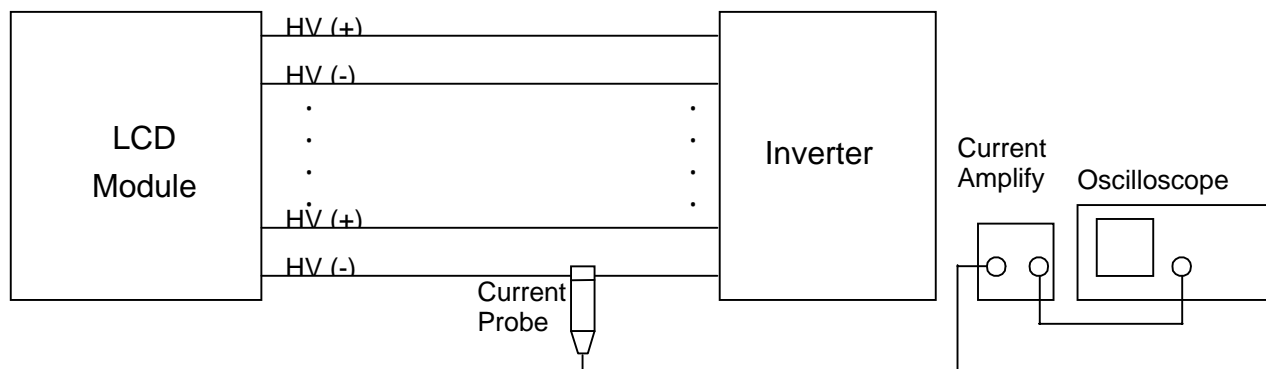 HV (+)
HV (-)
LCD
Module
Inverter
HV (+)
HV (-)
Current
Probe
Current
Amplify
Oscilloscope